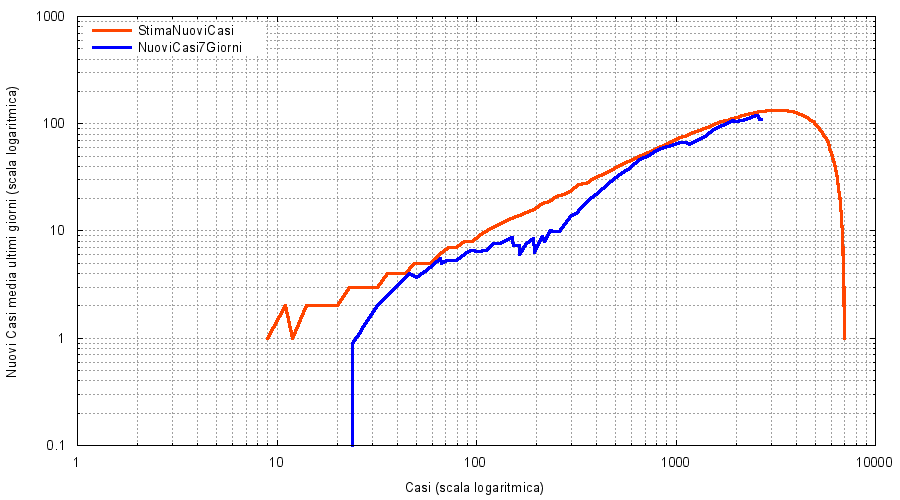 1000
StimaNuoviCasi
NuoviCasi7Giorni
100
10
1
0.1
Nuovi Casi media ultimi giorni (scala logaritmica)
1 10 100 1000 10000
Casi (scala logaritmica)